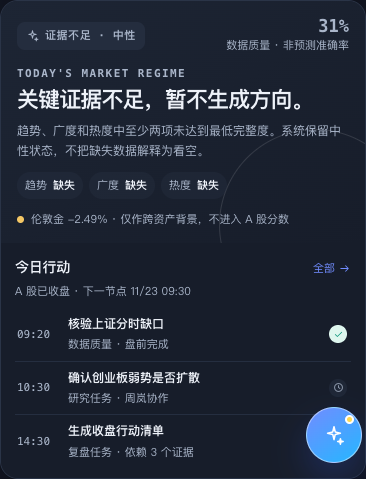 证据不足 · 中性
31%
数据质量 · 非预测准确率
TODAY'S MARKET REGIME
关键证据不足，暂不生成方向。
趋势、广度和热度中至少两项未达到最低完整度。系统保留中
性状态，不把缺失数据解释为看空。
趋势 缺失 广度 缺失 热度 缺失
伦敦金 −2.49% · 仅作跨资产背景，不进入 A 股分数
今日行动
全部 →
A 股已收盘 · 下一节点 11/23 09:30
09:20
核验上证分时缺口
数据质量 · 盘前完成
10:30
确认创业板弱势是否扩散
研究任务 · 周岚协作
14:30
生成收盘行动清单
复盘任务 · 依赖 3 个证据